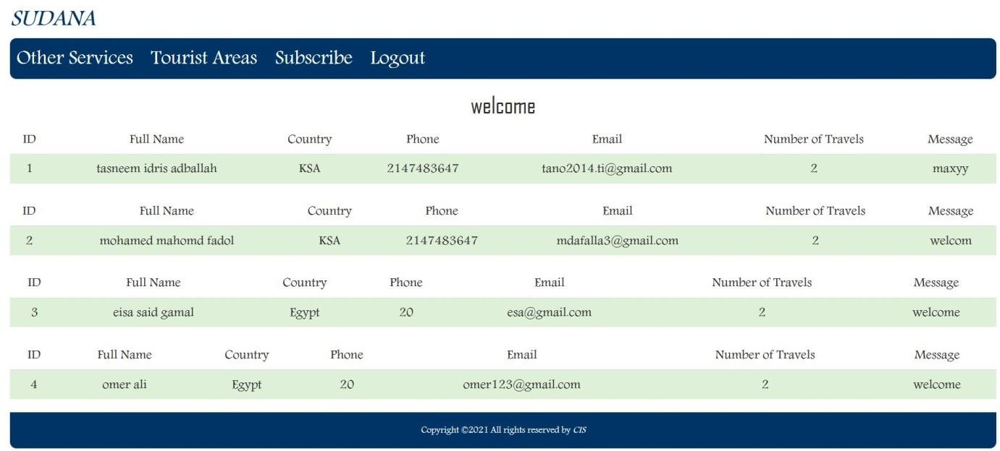 SUDANA
Other Services Tourist Areas Subscribe Logout
welcome
ID Full Name Country Phone Email Number of Travels Message
1 tasneem idris adballah KSA 2147483647 tano2014.ti@gmail.com 2 maxyy
ID Full Name Country Phone Email Number of Travels Message
2 mohamed mahomd fadol KSA 2147483647 mdafalla3@gmail.com 2 welcom
ID Full Name Country Phone Email Number of Travels Message
3 eisa said gamal Egypt 20 esa@gmail.com 2 welcome
ID Full Name Country Phone Email Number of Travels Message
4 omer ali Egypt 20 omer123@gmail.com 2 welcome
Copyright ©2021 All rights reserved by CIS